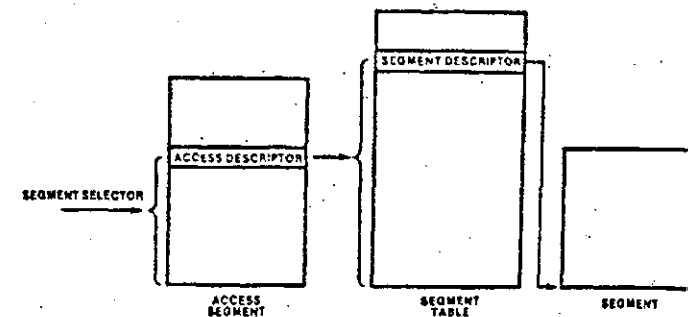 SEGMENT DESCRIPTOR
ACCESS DESCRIPTOR
SEGMENT SELECTOR
ACCESS
SEGMENT
SEGMENT
TABLE
SEGMENT